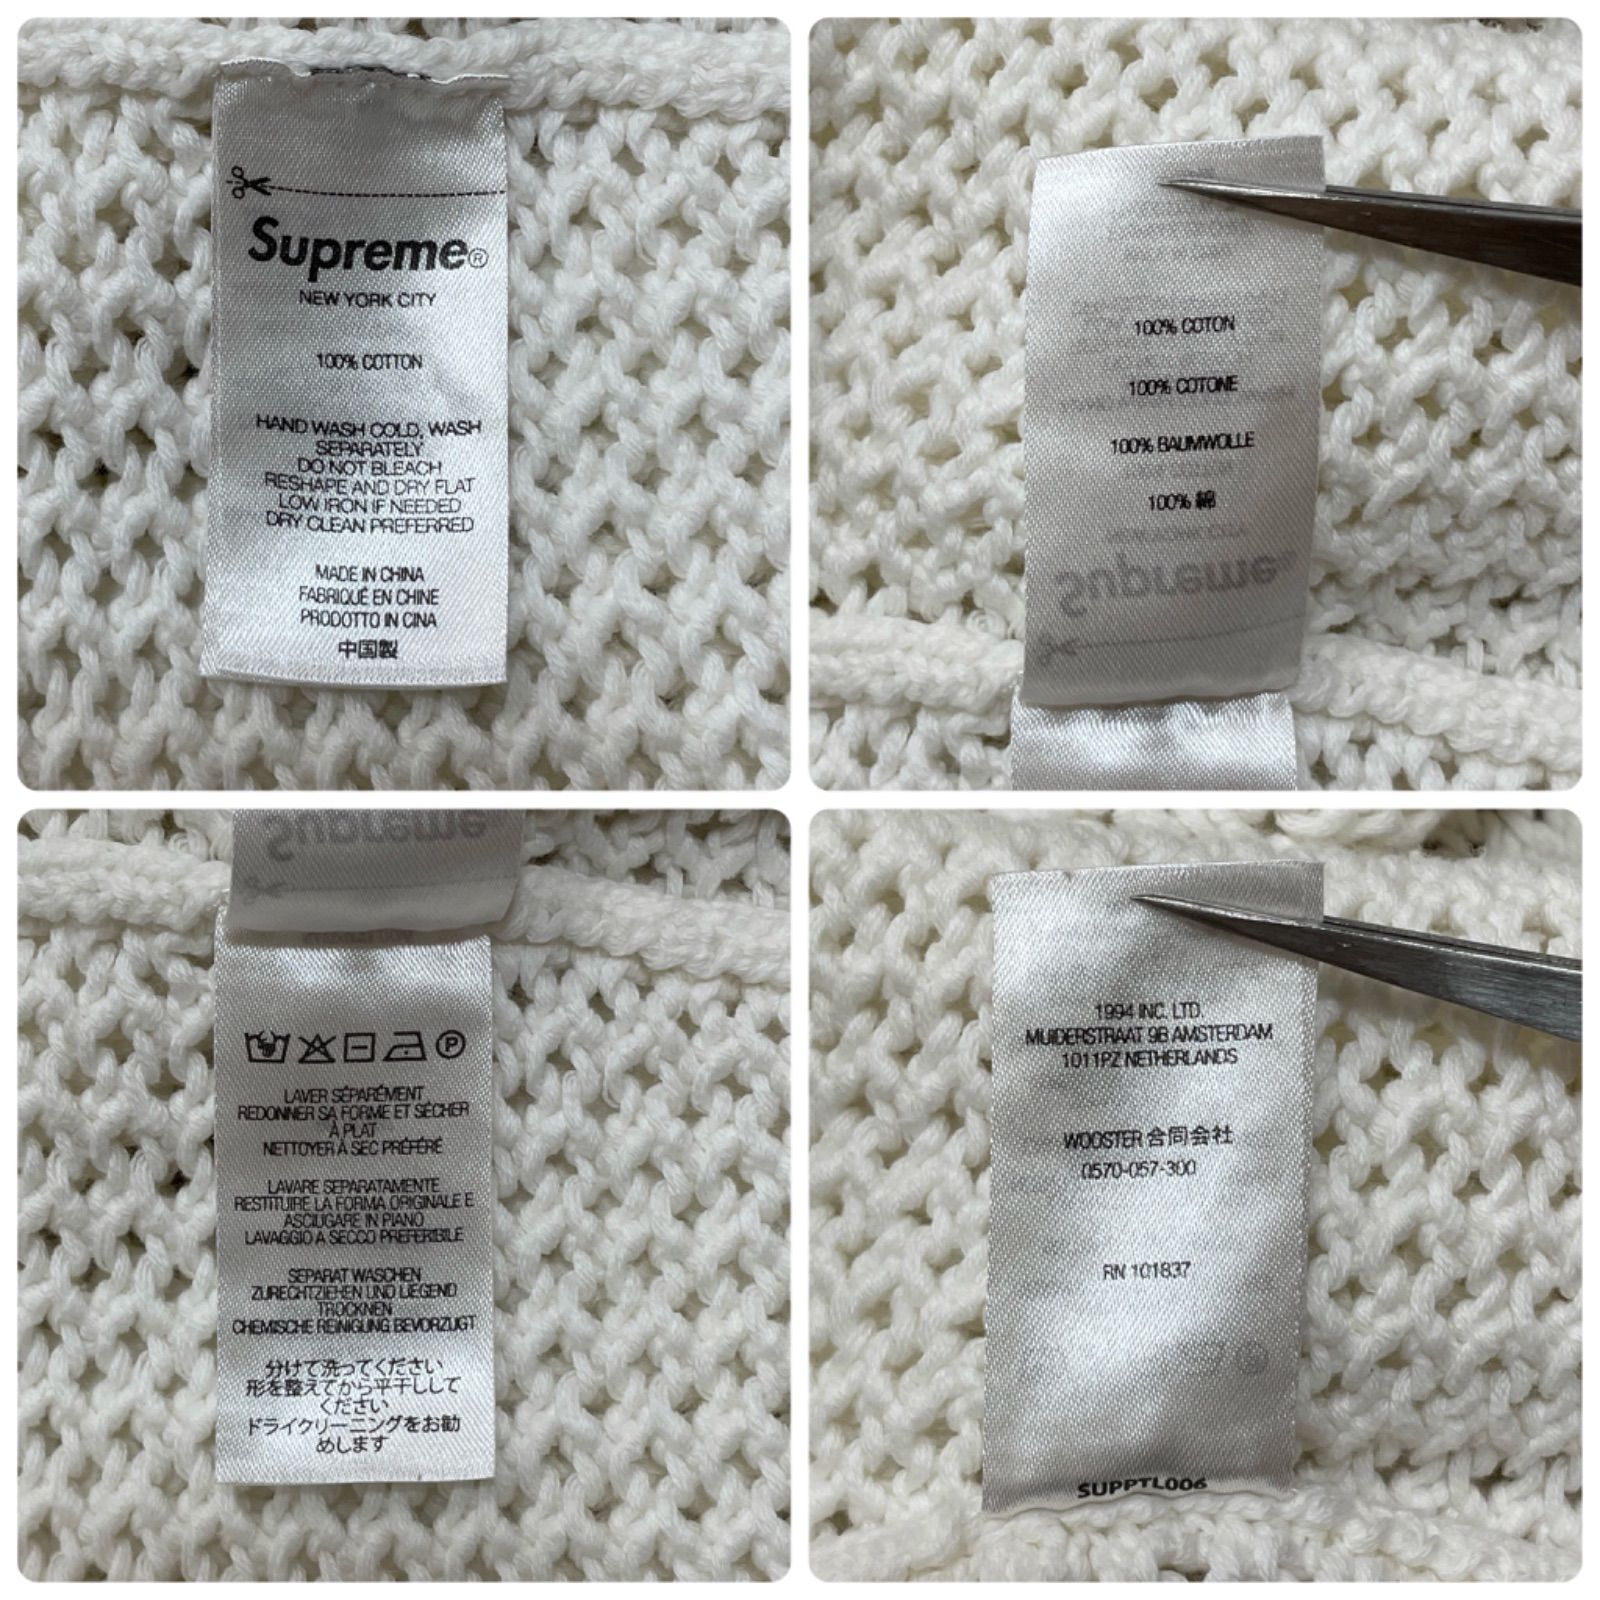 Supreme®
NEW YORK CITY
100% COTTON
HAND WASH COLD, WASH
SEPARATELY
DO NOT BLEACH
RESHAPE AND DRY FLAT
LOW IRON IF NEEDED
DRY CLEAN PREFERRED
MADE IN CHINA
FABRIQUÉ EN CHINE
PRODOTTO IN CINA
中国製
100% COTON
100% COTONE
100% BAUMWOLLE
100% 綿
Supreme
Supreme
P
LAVER SÉPARÉMENT
REDONNER SA FORME ET SÉCHER
À PLAT
NETTOYER À SEC PRÉFÉRÉ
LAVARE SEPARATAMENTE
RESTITUIRE LA FORMA ORIGINALE E
ASCIUGARE IN PIANO
LAVAGGIO A SECCO PREFERIBILE
SEPARAT WASCHEN
ZURECHTZIEHEN UND LIEGEND
TROCKNEN
CHEMISCHE REINIGUNG BEVORZUGT
分けて洗ってください
形を整えてから平干しして
ください
ドライクリーニングをお勧
めします
1994 INC. LTD.
MUIDERSTRAAT 9B AMSTERDAM
1011PZ NETHERLANDS
WOOSTER 合同会社
0570-057-300
RN 101837
SUPPTL006